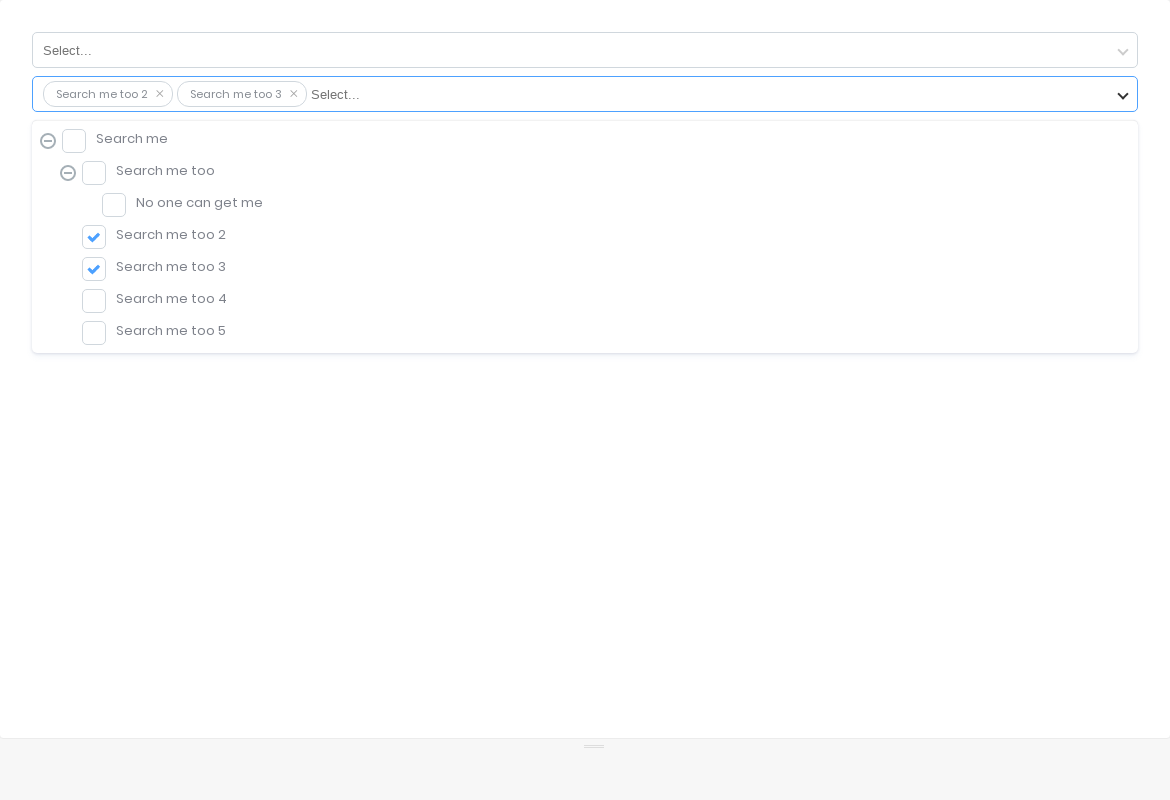 Select...
Search me too 2 × Search me too 3 × Select...
Search me
Search me too
No one can get me
Search me too 2
Search me too 3
Search me too 4
Search me too 5